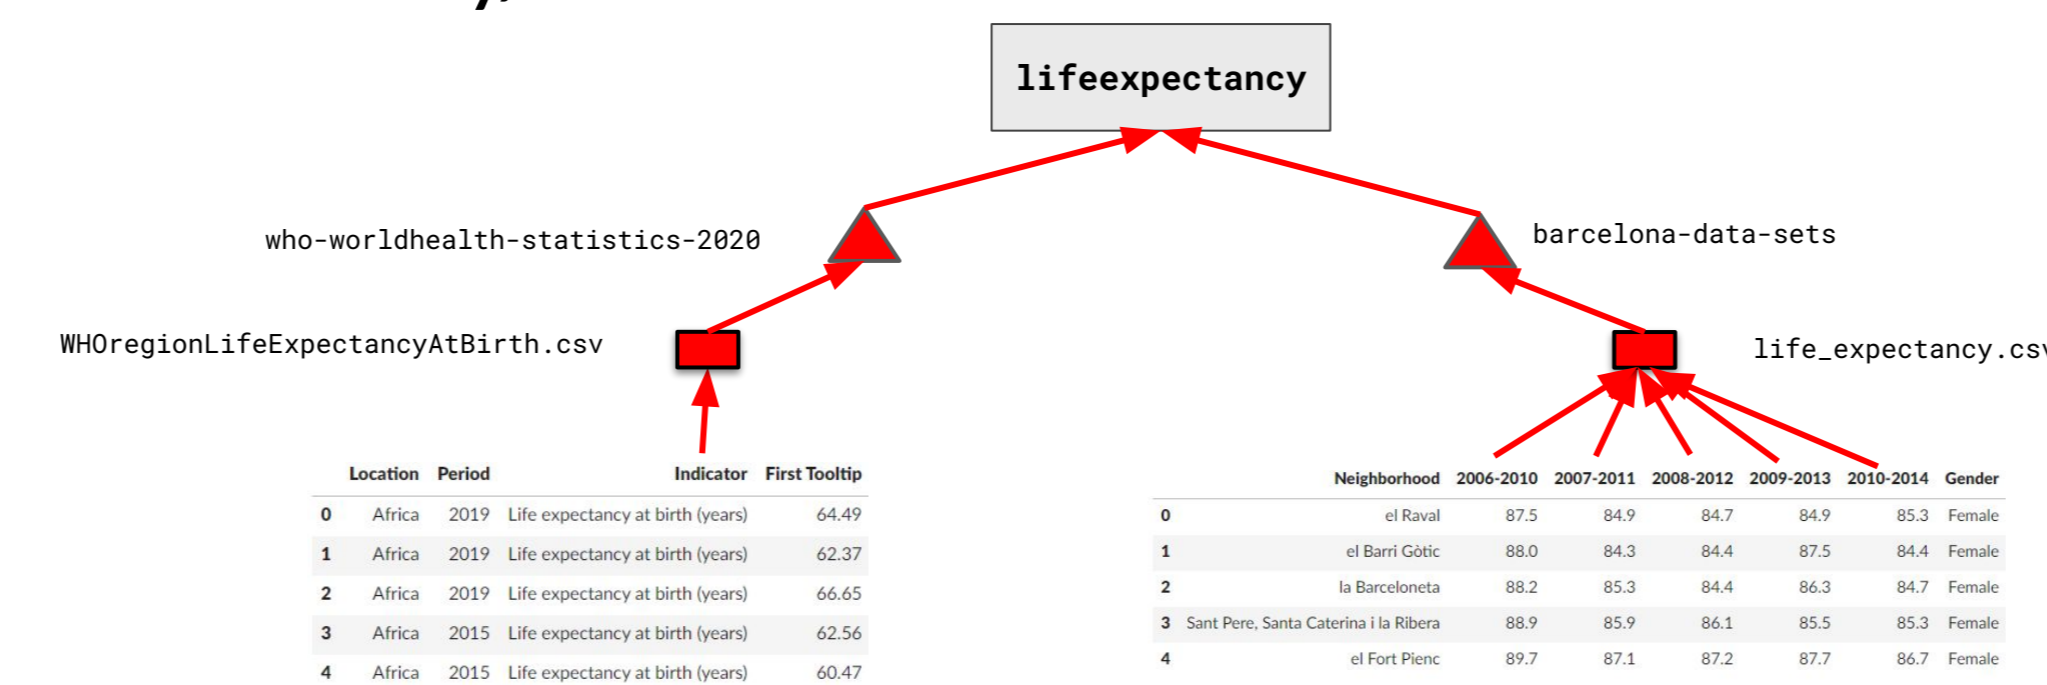 lifeexpectancy
who-worldhealth-statistics-2020
barcelona-data-sets
WHOregionLifeExpectancyAtBirth.csv
life_expectancy.csv
Location Period Indicator First Tooltip
0 Africa 2019 Life expectancy at birth (years) 64.49
1 Africa 2019 Life expectancy at birth (years) 62.37
2 Africa 2019 Life expectancy at birth (years) 66.65
3 Africa 2015 Life expectancy at birth (years) 62.56
4 Africa 2015 Life expectancy at birth (years) 60.47
Neighborhood 2006-2010 2007-2011 2008-2012 2009-2013 2010-2014 Gender
0 el Raval 87.5 84.9 84.7 84.9 85.3 Female
1 el Barri Gòtic 88.0 84.3 84.4 87.5 84.4 Female
2 la Barceloneta 88.2 85.3 84.4 86.3 84.7 Female
3 Sant Pere, Santa Caterina i la Ribera 88.9 85.9 86.1 85.5 85.3 Female
4 el Fort Pienc 89.7 87.1 87.2 87.7 86.7 Female